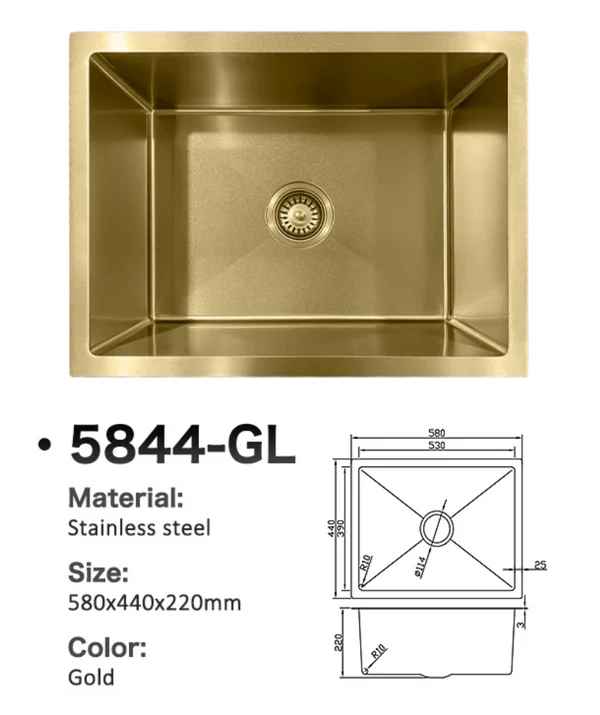 • 5844-GL
Material:
Stainless steel
Size:
580x440x220mm
Color:
Gold
580
530
440
390
R10
ø114
25
3
220
R10